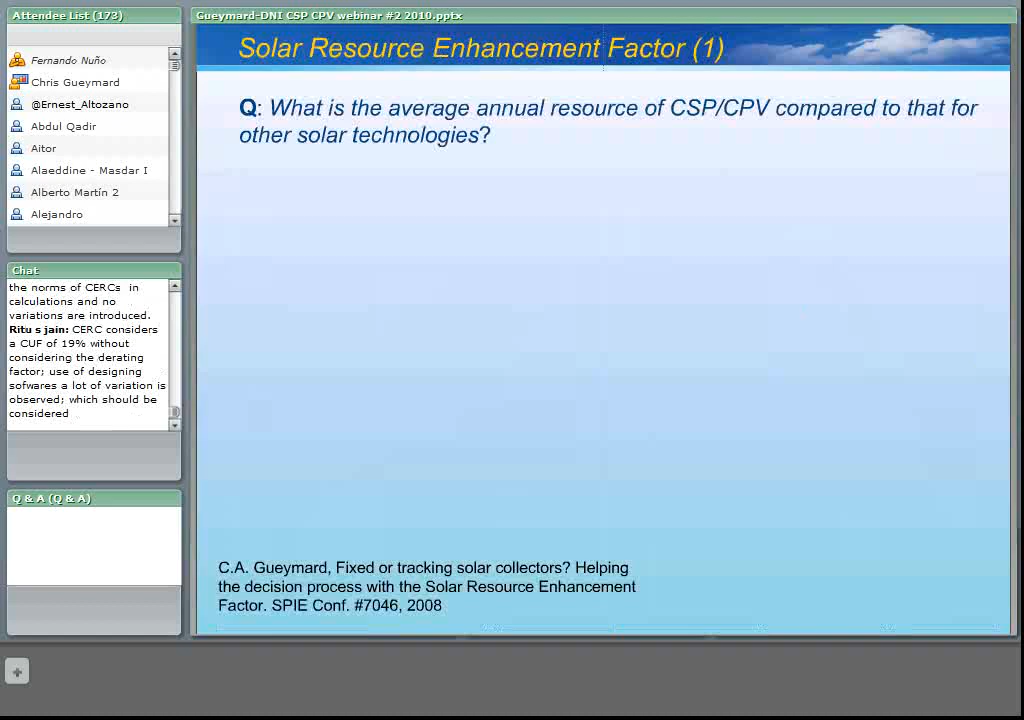 Attendee List (173)
Fernando Nuño
Chris Gueymard
@Ernest_Altozano
Abdul Qadir
Aitor
Alaeddine - Masdar I
Alberto Martín 2
Alejandro
Chat
the norms of CERCs in
calculations and no
variations are introduced.
Ritu s jain: CERC considers
a CUF of 19% without
considering the derating
factor; use of designing
sofwares a lot of variation is
observed; which should be
considered
Q & A (Q & A)
Gueymard-DNI CSP CPV webinar #2 2010.pptx
Solar Resource Enhancement Factor (1)
Q: What is the average annual resource of CSP/CPV compared to that for
other solar technologies?
C.A. Gueymard, Fixed or tracking solar collectors? Helping
the decision process with the Solar Resource Enhancement
Factor. SPIE Conf. #7046, 2008